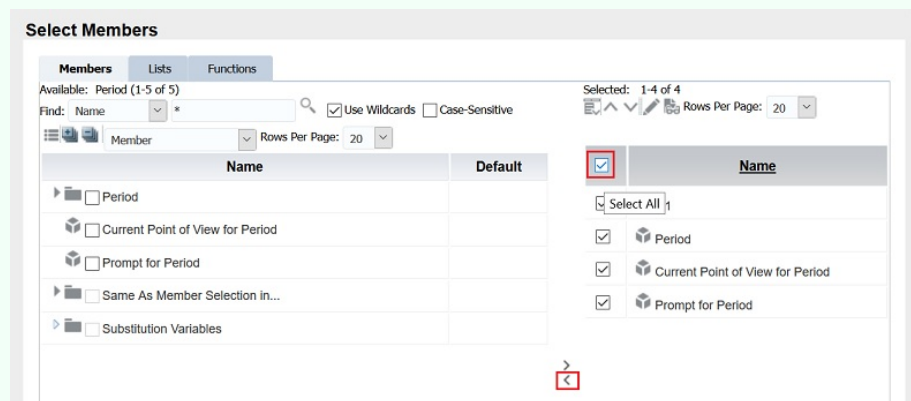 Select Members
Members Lists Functions
Available: Period (1-5 of 5)
Find: Name * Use Wildcards Case-Sensitive
Member Rows Per Page: 20
Name Default
Period
Current Point of View for Period
Prompt for Period
Same As Member Selection in...
Substitution Variables
Selected: 1-4 of 4
Rows Per Page: 20
Name
Select All 1
Period
Current Point of View for Period
Prompt for Period